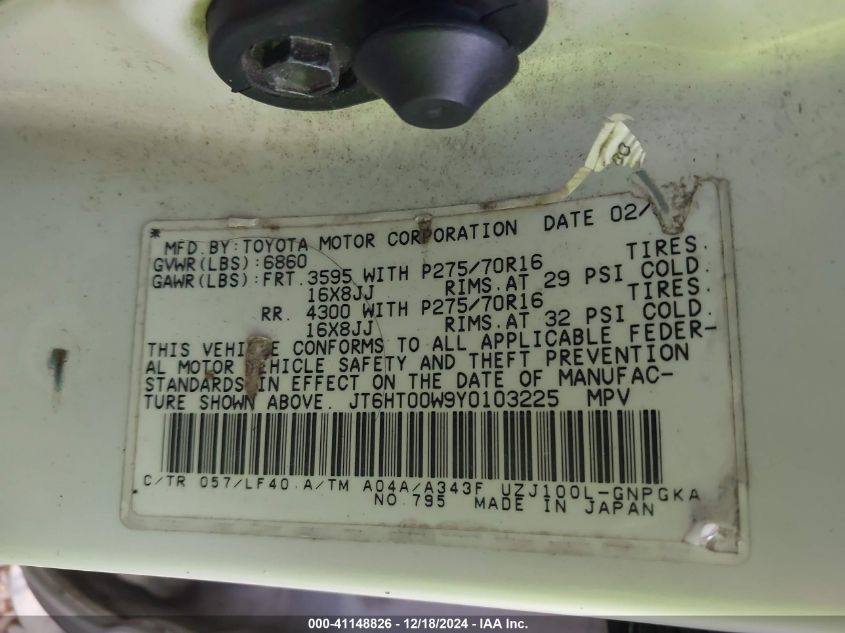 *
MFD.BY:TOYOTA MOTOR CORPORATION DATE 02/
GVWR(LBS):6860
GAWR(LBS):FRT.3595 WITH P275/70R16 TIRES.
16X8JJ RIMS.AT 29 PSI COLD.
RR. 4300 WITH P275/70R16 TIRES.
16X8JJ RIMS.AT 32 PSI COLD.
THIS VEHICLE CONFORMS TO ALL APPLICABLE FEDER-
AL MOTOR VEHICLE SAFETY AND THEFT PREVENTION
STANDARDS IN EFFECT ON THE DATE OF MANUFAC-
TURE SHOWN ABOVE. JT6HT00W9Y0103225 MPV
C/TR 057/LF40 A/TM A04A/A343F UZJ100L-GNPGKA
NO.795 MADE IN JAPAN
000-41148826 - 12/18/2024 - IAA Inc.